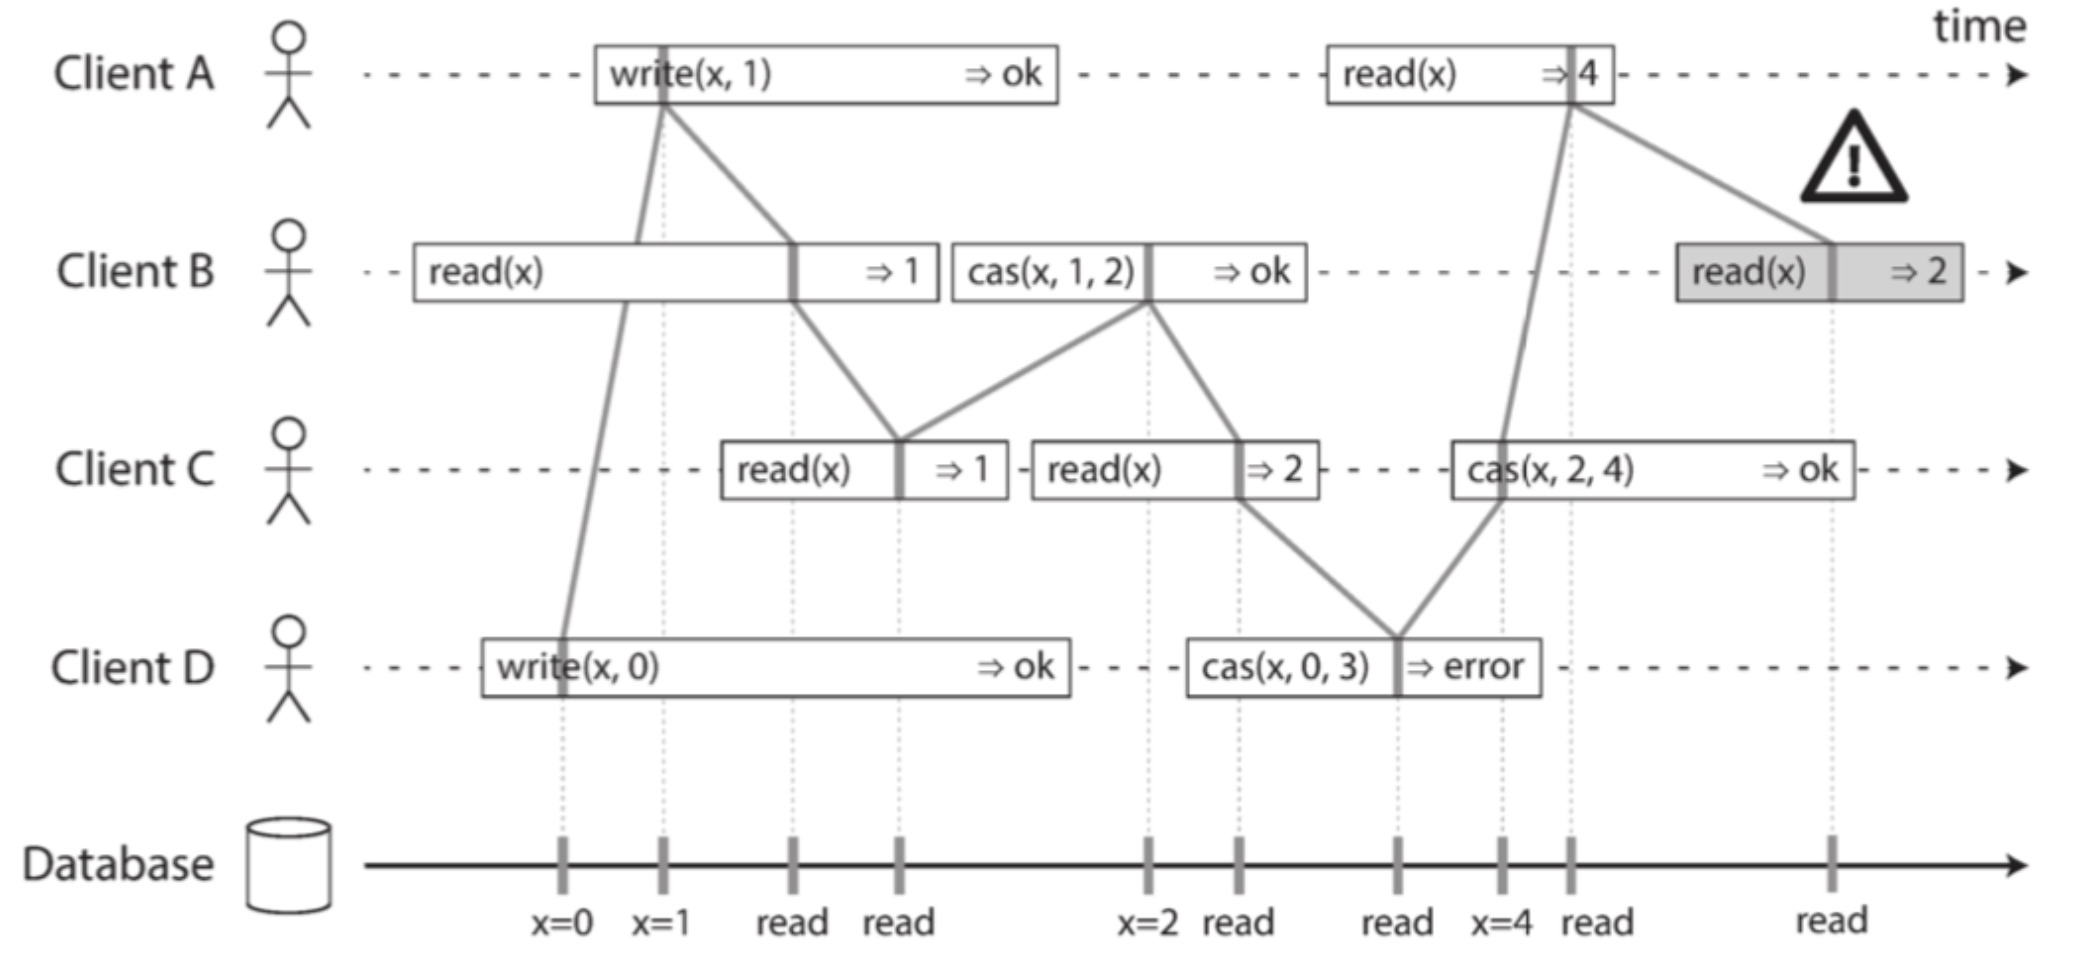 time
Client A
write(x, 1) ⇒ ok
read(x) ⇒ 4
!
Client B
read(x) ⇒ 1
cas(x, 1, 2) ⇒ ok
read(x) ⇒ 2
Client C
read(x) ⇒ 1
read(x) ⇒ 2
cas(x, 2, 4) ⇒ ok
Client D
write(x, 0) ⇒ ok
cas(x, 0, 3) ⇒ error
Database
x=0 x=1 read read x=2 read read x=4 read read